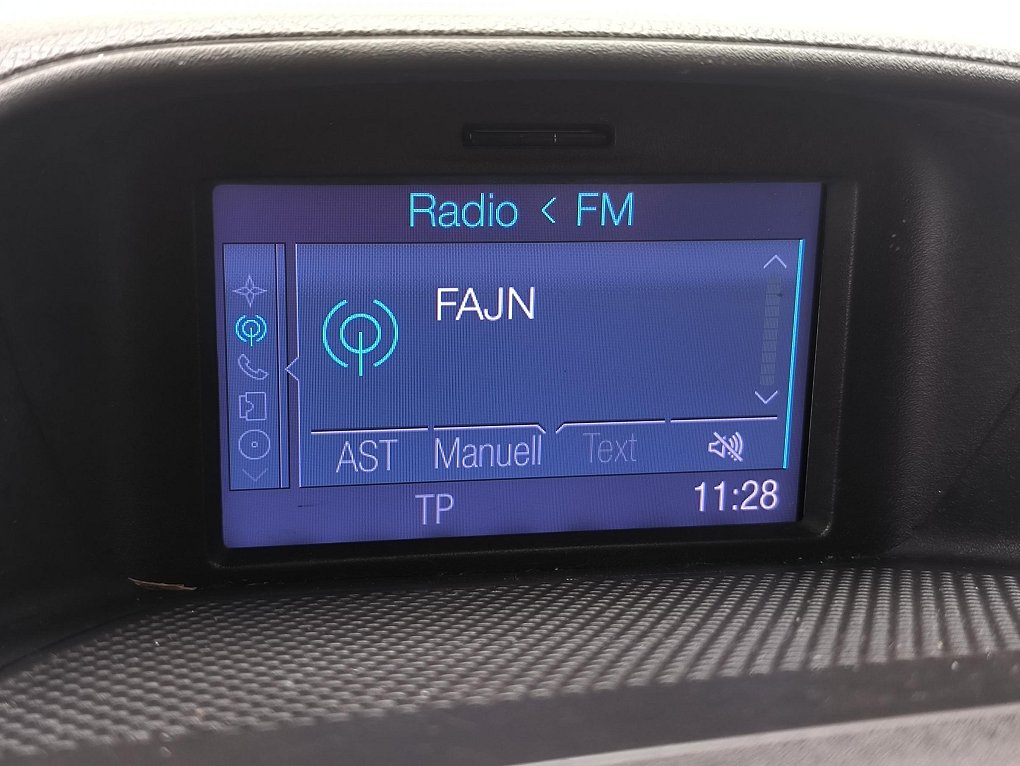 Radio < FM
FAJN
AST Manuell Text
TP 11:28